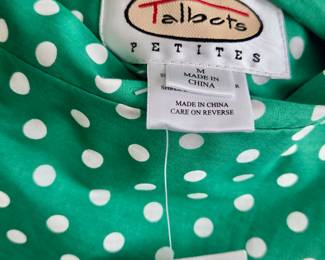 Talbots
PETITES
M
MADE IN
CHINA
MADE IN CHINA
CARE ON REVERSE